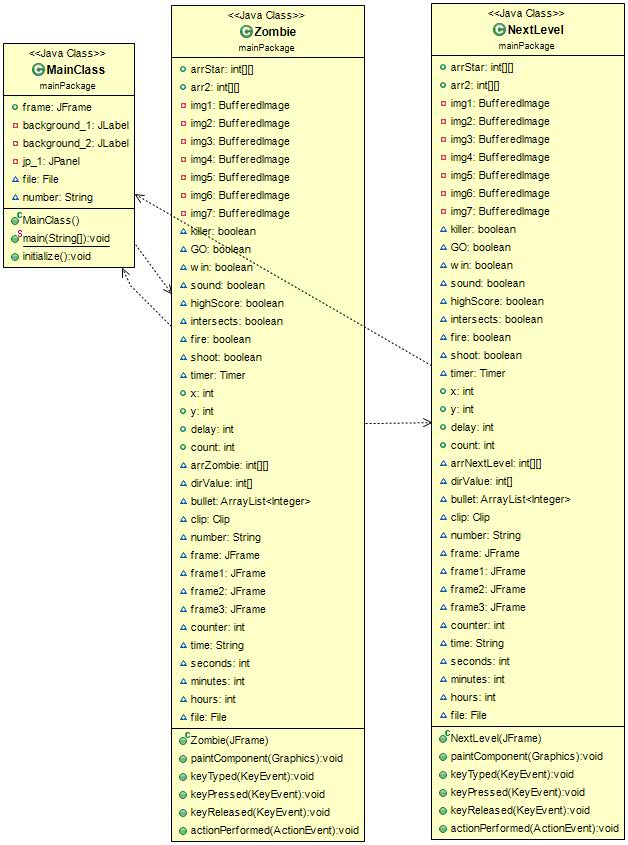 <<Java Class>>
MainClass
mainPackage
frame: JFrame
background_1: JLabel
background_2: JLabel
jp_1: JPanel
file: File
number: String
MainClass()
main(String[]):void
initialize():void
<<Java Class>>
Zombie
mainPackage
arrStar: int[][]
arr2: int[][]
img1: BufferedImage
img2: BufferedImage
img3: BufferedImage
img4: BufferedImage
img5: BufferedImage
img6: BufferedImage
img7: BufferedImage
killer: boolean
GO: boolean
win: boolean
sound: boolean
highScore: boolean
intersects: boolean
fire: boolean
shoot: boolean
timer: Timer
x: int
y: int
delay: int
count: int
arrZombie: int[][]
dirValue: int[]
bullet: ArrayList<Integer>
clip: Clip
number: String
frame: JFrame
frame1: JFrame
frame2: JFrame
frame3: JFrame
counter: int
time: String
seconds: int
minutes: int
hours: int
file: File
Zombie(JFrame)
paintComponent(Graphics):void
keyTyped(KeyEvent):void
keyPressed(KeyEvent):void
keyReleased(KeyEvent):void
actionPerformed(ActionEvent):void
<<Java Class>>
NextLevel
mainPackage
arrStar: int[][]
arr2: int[][]
img1: BufferedImage
img2: BufferedImage
img3: BufferedImage
img4: BufferedImage
img5: BufferedImage
img6: BufferedImage
img7: BufferedImage
killer: boolean
GO: boolean
win: boolean
sound: boolean
highScore: boolean
intersects: boolean
fire: boolean
shoot: boolean
timer: Timer
x: int
y: int
delay: int
count: int
arrNextLevel: int[][]
dirValue: int[]
bullet: ArrayList<Integer>
clip: Clip
number: String
frame: JFrame
frame1: JFrame
frame2: JFrame
frame3: JFrame
counter: int
time: String
seconds: int
minutes: int
hours: int
file: File
NextLevel(JFrame)
paintComponent(Graphics):void
keyTyped(KeyEvent):void
keyPressed(KeyEvent):void
keyReleased(KeyEvent):void
actionPerformed(ActionEvent):void